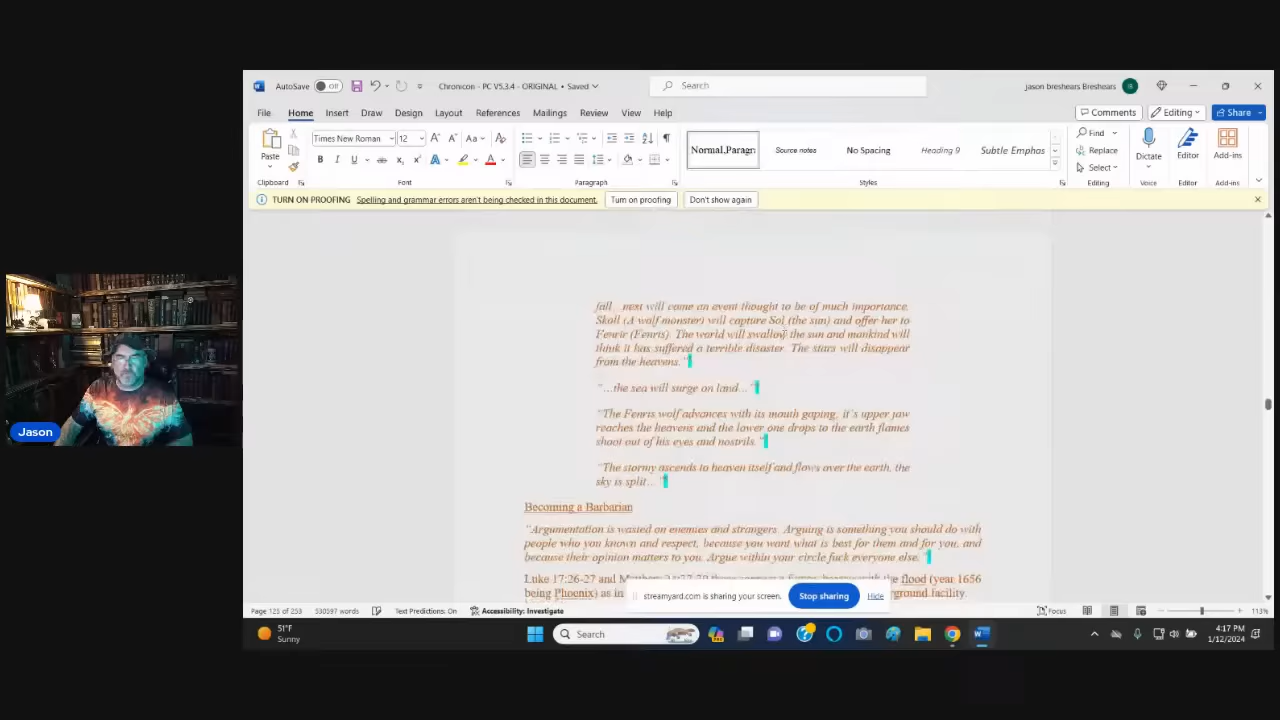 AutoSave Off Chronicon - PC V5.3.4 - ORIGINAL • Saved Search jason breshears Breshears
File Home Insert Draw Design Layout References Mailings Review View Help Comments Editing Share
Paste Times New Roman 12 Normal,Paragn Source notes No Spacing Heading 9 Subtle Emphas Find Replace Select Dictate Editor Add-ins
Clipboard Font Paragraph Styles Editing Voice Editor Add-ins
TURN ON PROOFING Spelling and grammar errors aren't being checked in this document. Turn on proofing Don't show again
fall...next will come an event thought to be of much importance.
Skoll (A wolf monster) will capture Sol (the sun) and offer her to
Fenrir (Fenris). The world will swallow the sun and mankind will
think it has suffered a terrible disaster. The stars will disappear
from the heavens."
"...the sea will surge on land..."
"The Fenris wolf advances with its mouth gaping, it's upper jaw
reaches the heavens and the lower one drops to the earth flames
shoot out of his eyes and nostrils."
"The stormy ascends to heaven itself and flows over the earth, the
sky is split..."
Becoming a Barbarian
"Argumentation is wasted on enemies and strangers. Arguing is something you should do with
people who you known and respect, because you want what is best for them and for you, and
because their opinion matters to you. Argue within your circle fuck everyone else."
Luke 17:26-27 and the flood (year 1656
being Phoenix) as in
streamyard.com is sharing your screen. Stop sharing Hide
Jason
Page 125 of 253 530597 words Text Predictions: On Accessibility: Investigate Focus 113%
51°F
Sunny
Search
4:17 PM
1/12/2024